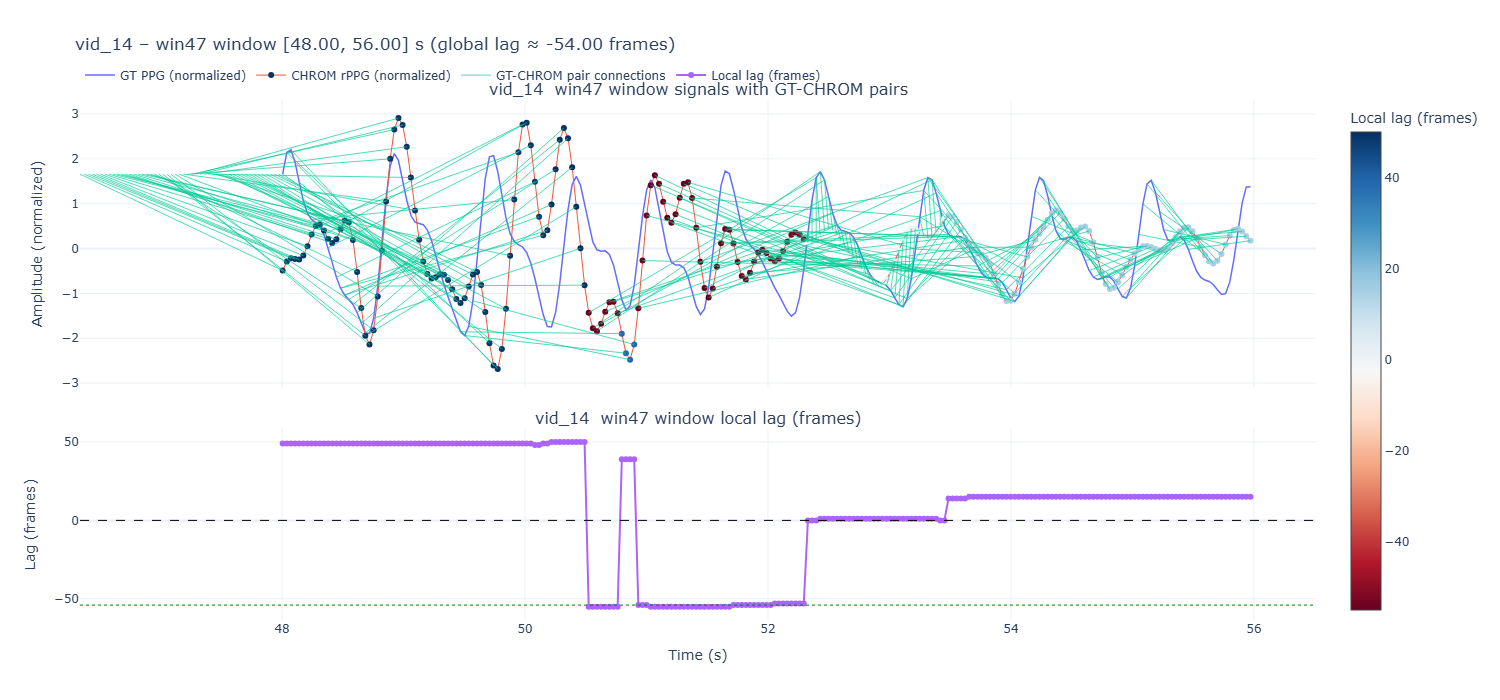 vid_14 – win47 window [48.00, 56.00] s (global lag ≈ -54.00 frames)
GT PPG (normalized) CHROM rPPG (normalized) GT-CHROM pair connections Local lag (frames)
vid_14 win47 window signals with GT-CHROM pairs
Amplitude (normalized)
3
2
1
0
−1
−2
−3
Local lag (frames)
40
20
0
−20
−40
vid_14 win47 window local lag (frames)
Lag (frames)
50
0
−50
48 50 52 54 56
Time (s)